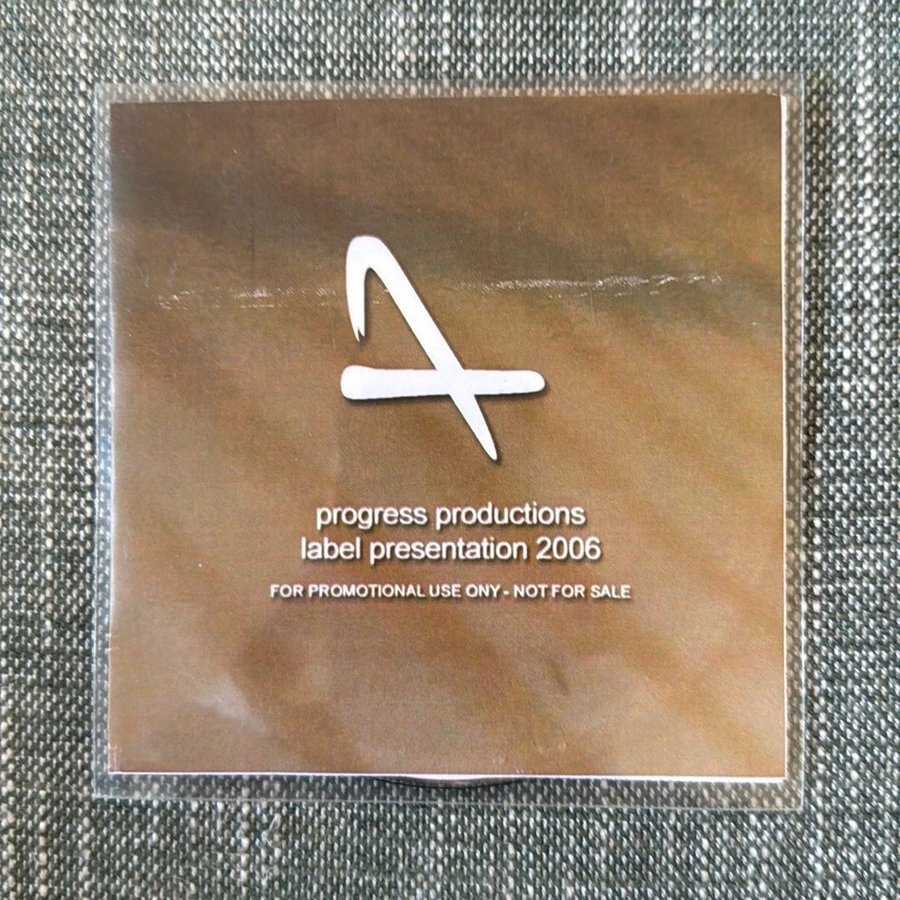 progress productions
label presentation 2006
FOR PROMOTIONAL USE ONY - NOT FOR SALE